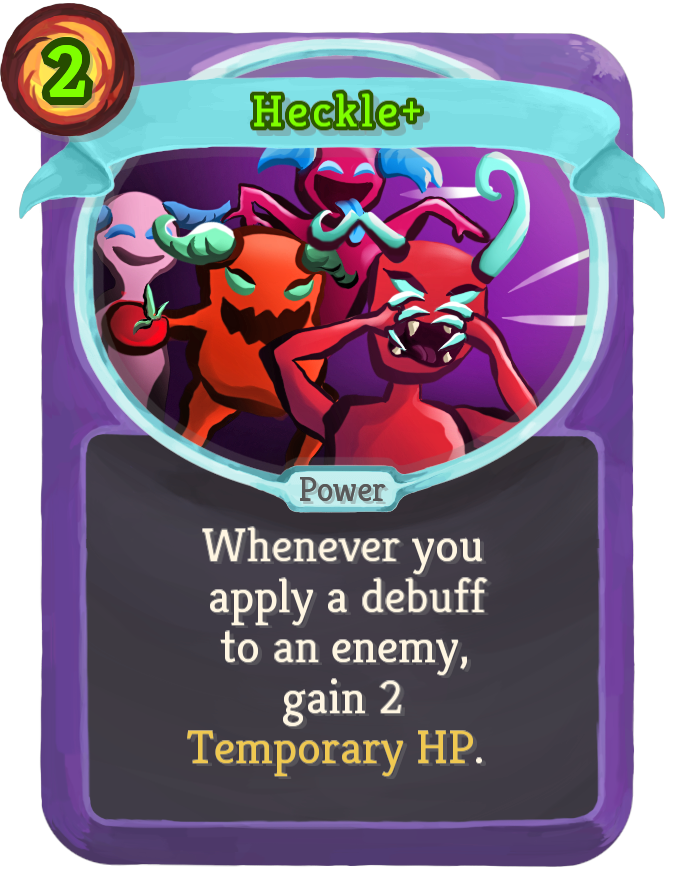 2
Heckle+
Power
Whenever you
apply a debuff
to an enemy,
gain 2
Temporary HP.